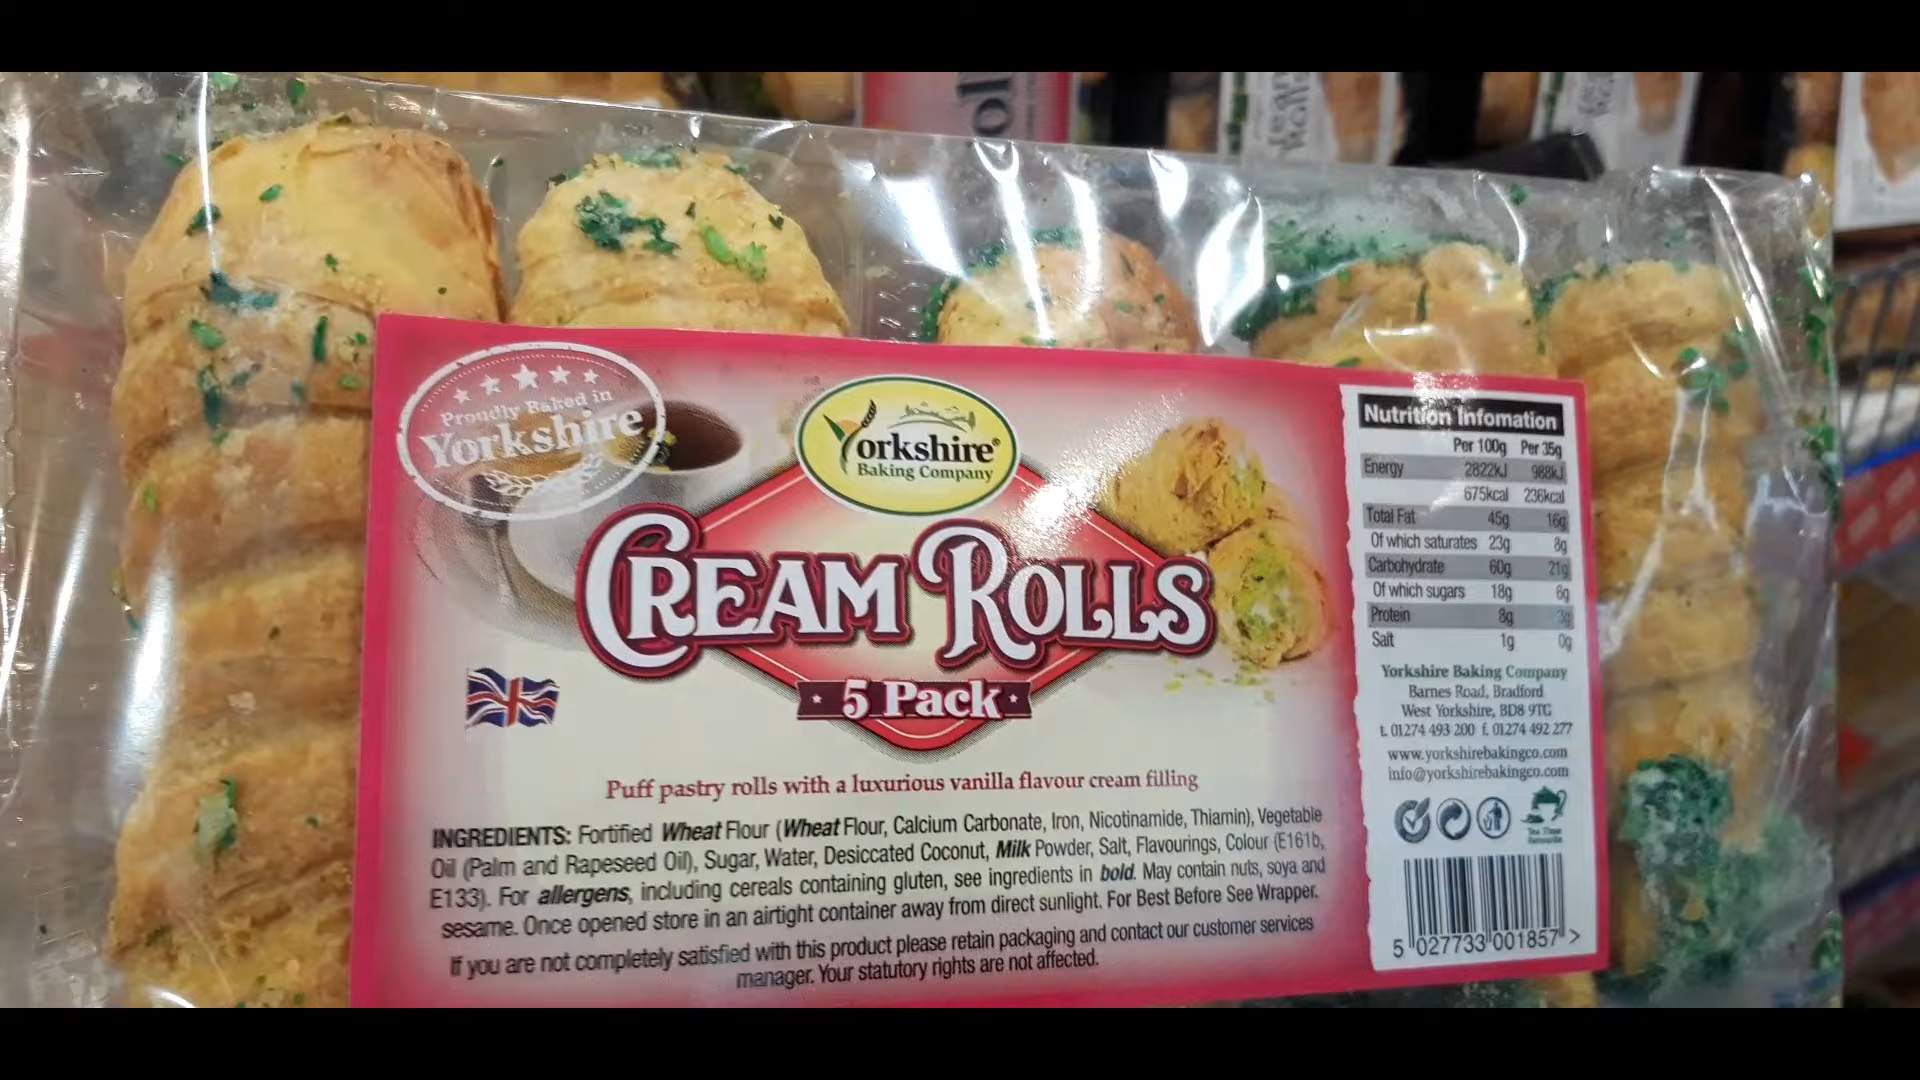 Proudly Baked in
Yorkshire
Yorkshire®
Baking Company
CREAM ROLLS
5 Pack
Puff pastry rolls with a luxurious vanilla flavour cream filling
INGREDIENTS: Fortified Wheat Flour (Wheat Flour, Calcium Carbonate, Iron, Nicotinamide, Thiamin), Vegetable
Oil (Palm and Rapeseed Oil), Sugar, Water, Desiccated Coconut, Milk Powder, Salt, Flavourings, Colour (E161b,
E133). For allergens, including cereals containing gluten, see ingredients in bold. May contain nuts, soya and
sesame. Once opened store in an airtight container away from direct sunlight. For Best Before See Wrapper.
If you are not completely satisfied with this product please retain packaging and contact our customer services
manager. Your statutory rights are not affected.
Nutrition Infomation
Per 100g Per 35g
Energy 2822kJ 988kJ
675kcal 236kcal
Total Fat 45g 16g
Of which saturates 23g 8g
Carbohydrate 60g 21g
Of which sugars 18g 6g
Protein 8g 3g
Salt 1g 0g
Yorkshire Baking Company
Barnes Road, Bradford
West Yorkshire, BD8 9TG
t. 01274 493 200 f. 01274 492 277
www.yorkshirebakingco.com
info@yorkshirebakingco.com
Tea Time
Favourite
5 027733 001857 >